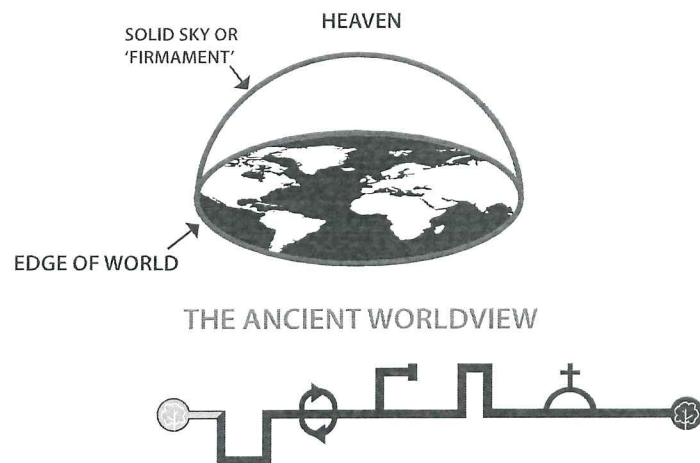 HEAVEN
SOLID SKY OR
'FIRMAMENT'
EDGE OF WORLD
THE ANCIENT WORLDVIEW